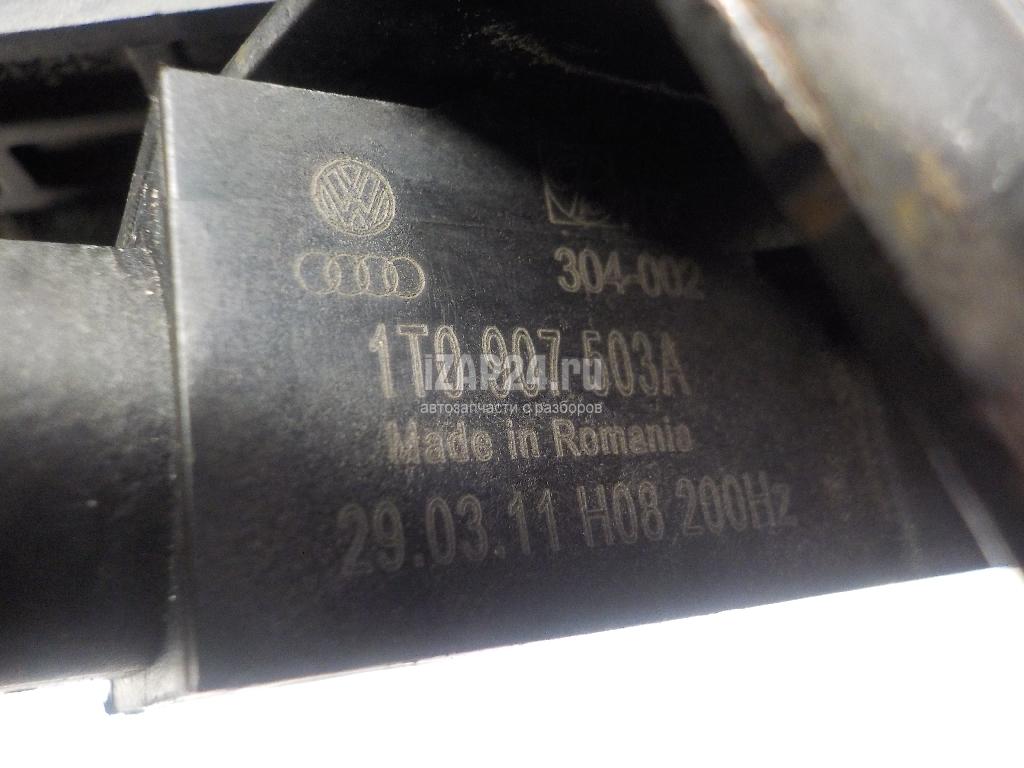 304-002
1T0 907 503A
iZAP24.ru
автозапчасти с разборов
Made in Romania
29.03.11 H08 200Hz